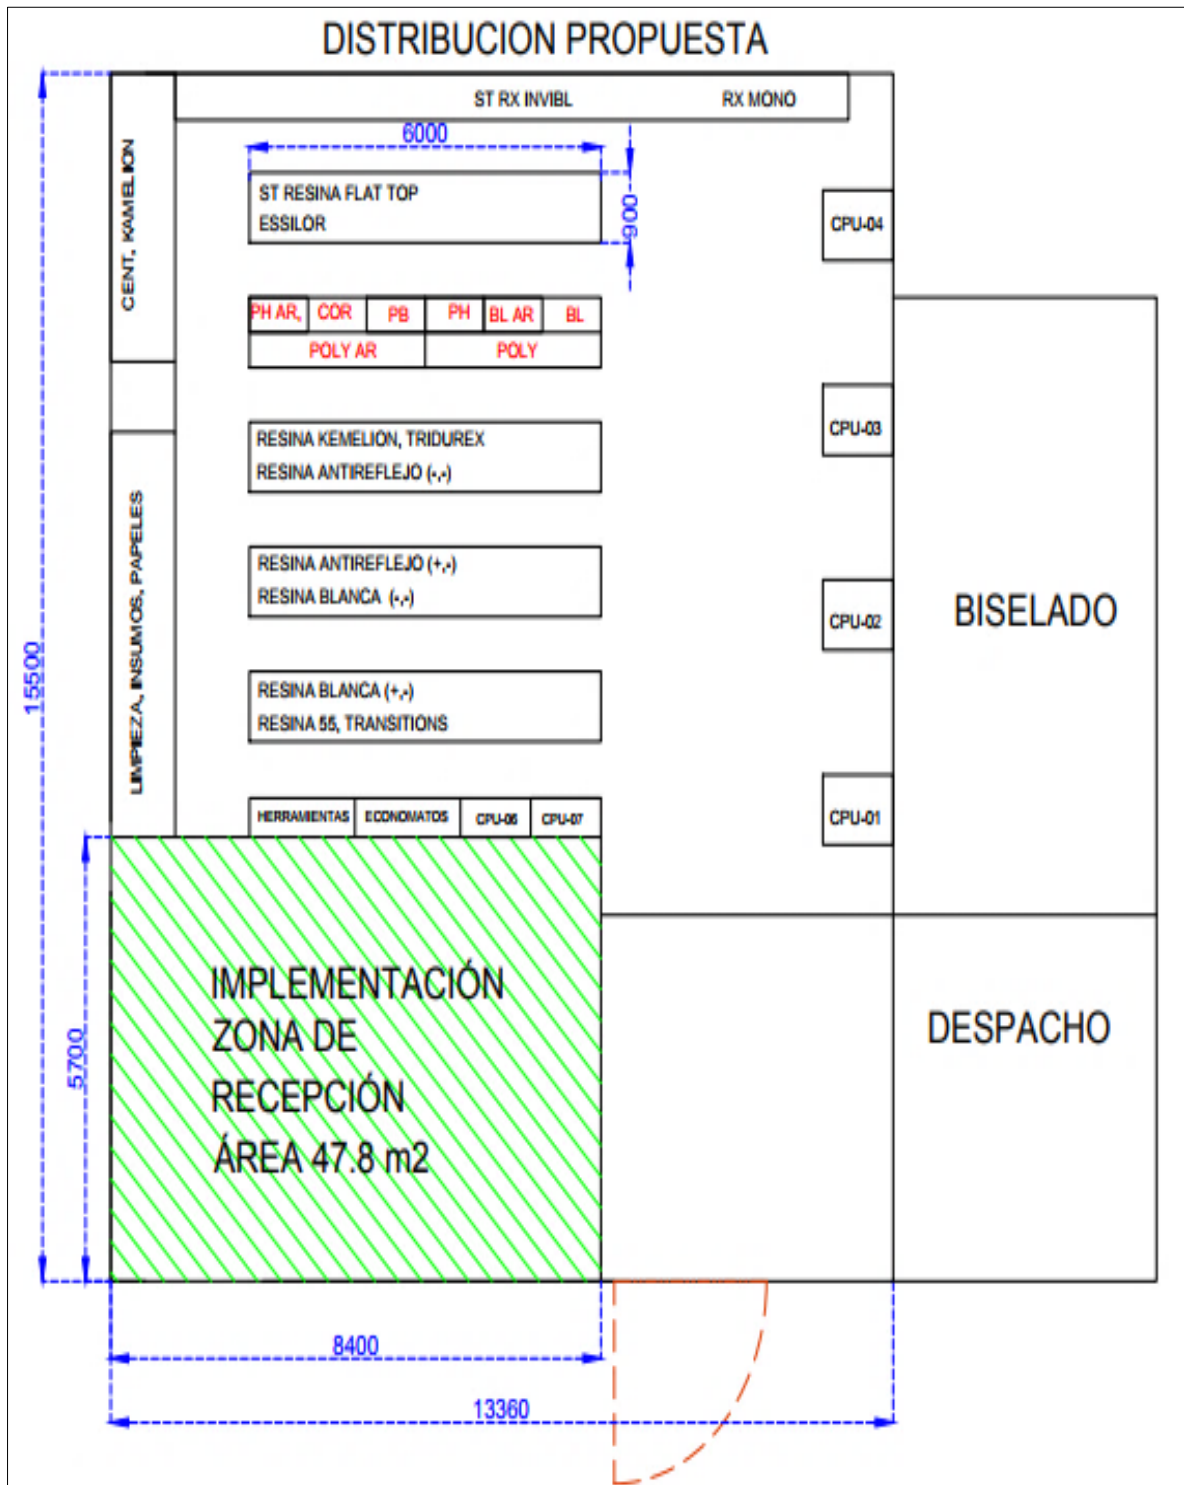 DISTRIBUCION PROPUESTA
ST RX INVIBL
RX MONO
6000
CENT, KAMELION
ST RESINA FLAT TOP
ESSILOR
900
CPU-04
PH AR,
COR
PB
PH
BL AR
BL
POLY AR
POLY
CPU-03
RESINA KEMELION, TRIDUREX
RESINA ANTIREFLEJO (-,-)
LIMPIEZA, INSUMOS, PAPELES
RESINA ANTIREFLEJO (+,-)
RESINA BLANCA (-,-)
CPU-02
BISELADO
15500
RESINA BLANCA (+,-)
RESINA 55, TRANSITIONS
HERRAMIENTAS
ECONOMATOS
CPU-06
CPU-07
CPU-01
IMPLEMENTACIÓN
ZONA DE
RECEPCIÓN
ÁREA 47.8 m2
5700
DESPACHO
8400
13360